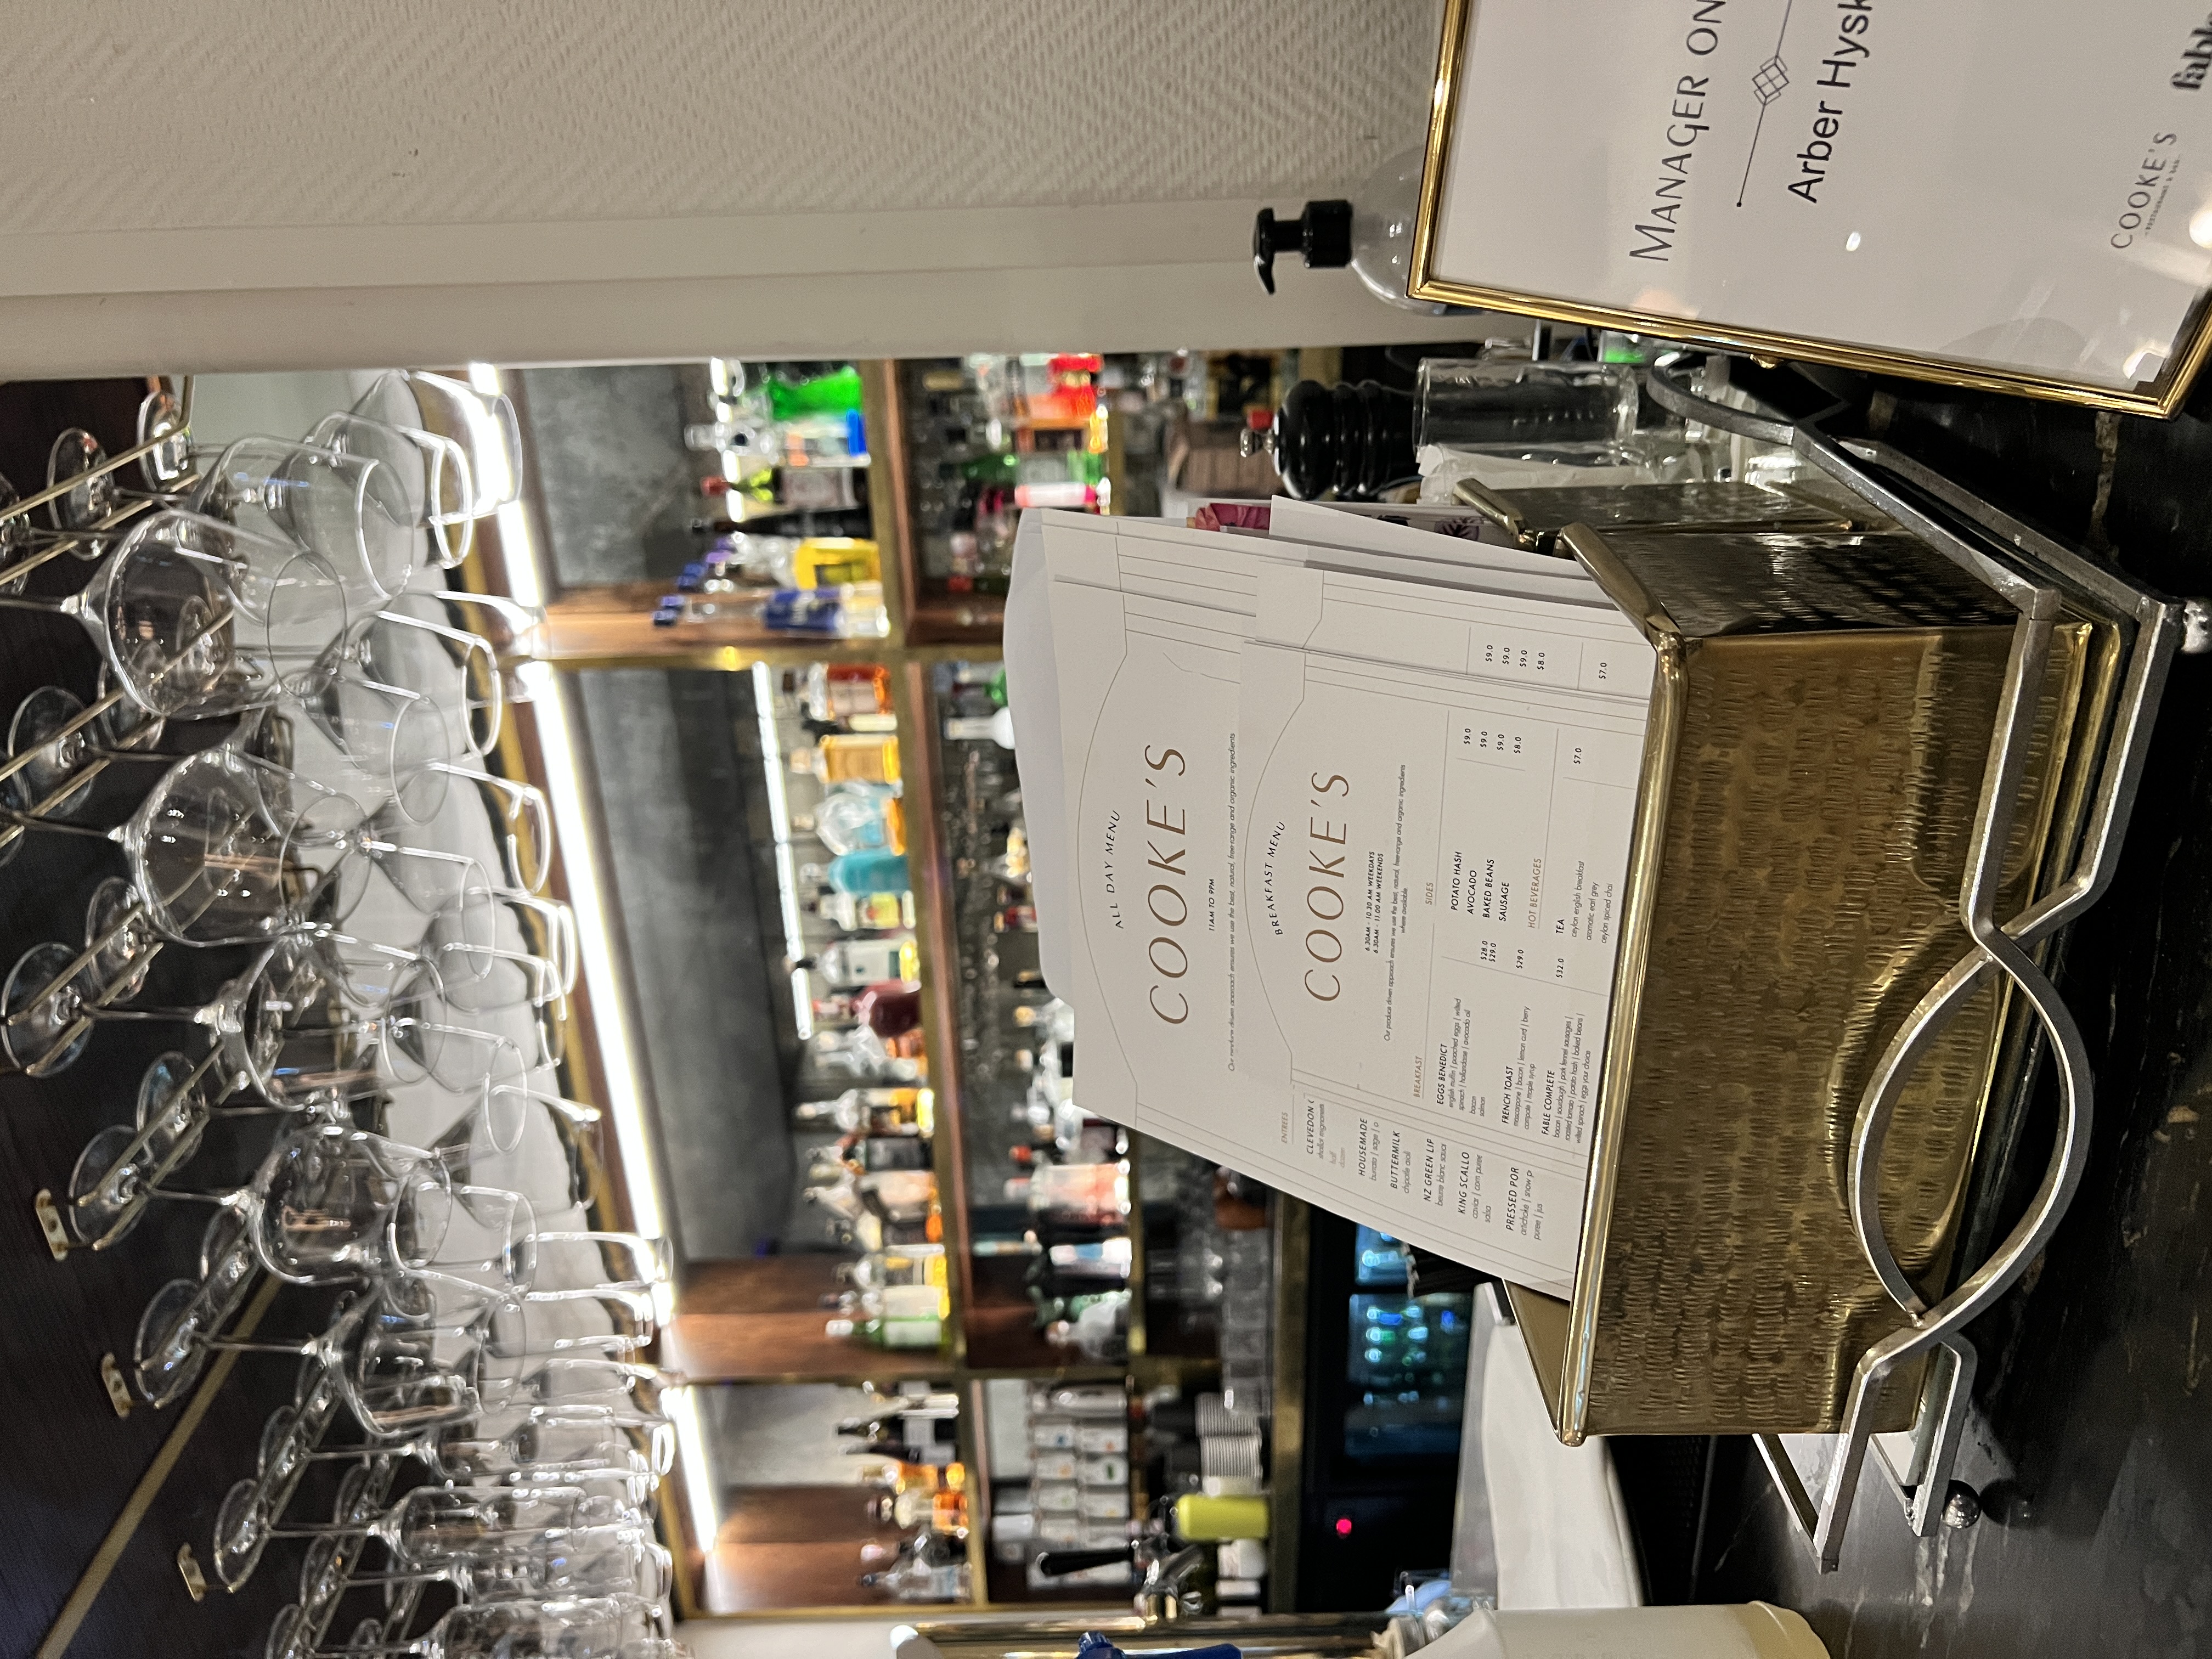 ALL DAY MENU
COOKE'S
11AM TO 9PM
Our produce driven approach ensures we use the best, natural, free-range and organic ingredients
ENTREES
CLEVEDON
shallot mignonette
half
dozen
HOUSEMADE
burrata | sage |
BUTTERMILK
chipotle aioli
NZ GREEN LIP
beurre blanc sauce
KING SCALLO
caviar | corn puree
salsa
PRESSED POR
artichoke | snow p
puree | jus
BREAKFAST MENU
COOKE'S
6.30AM - 10.30 AM WEEKDAYS
6.30AM - 11.00 AM WEEKENDS
Our produce driven approach ensures we use the best, natural, free-range and organic ingredients
where available.
BREAKFAST
EGGS BENEDICT
english muffin | poached eggs | wilted
spinach | hollandaise | avocado oil
bacon $28.0
salmon $29.0
FRENCH TOAST $29.0
mascarpone | bacon | lemon curd | berry
compote | maple syrup
FABLE COMPLETE $32.0
bacon | sourdough | pork fennel sausages |
roasted tomato | potato hash | baked beans |
wilted spinach | eggs your choice
SIDES
POTATO HASH $9.0
AVOCADO $9.0
BAKED BEANS $9.0
SAUSAGE $8.0
HOT BEVERAGES
TEA $7.0
ceylon english breakfast
aromatic earl grey
ceylon spiced chai
$9.0
$9.0
$9.0
$8.0
$7.0
MANAGER ON
Arber Hysk
COOKE'S
RESTAURANT & BAR
fable